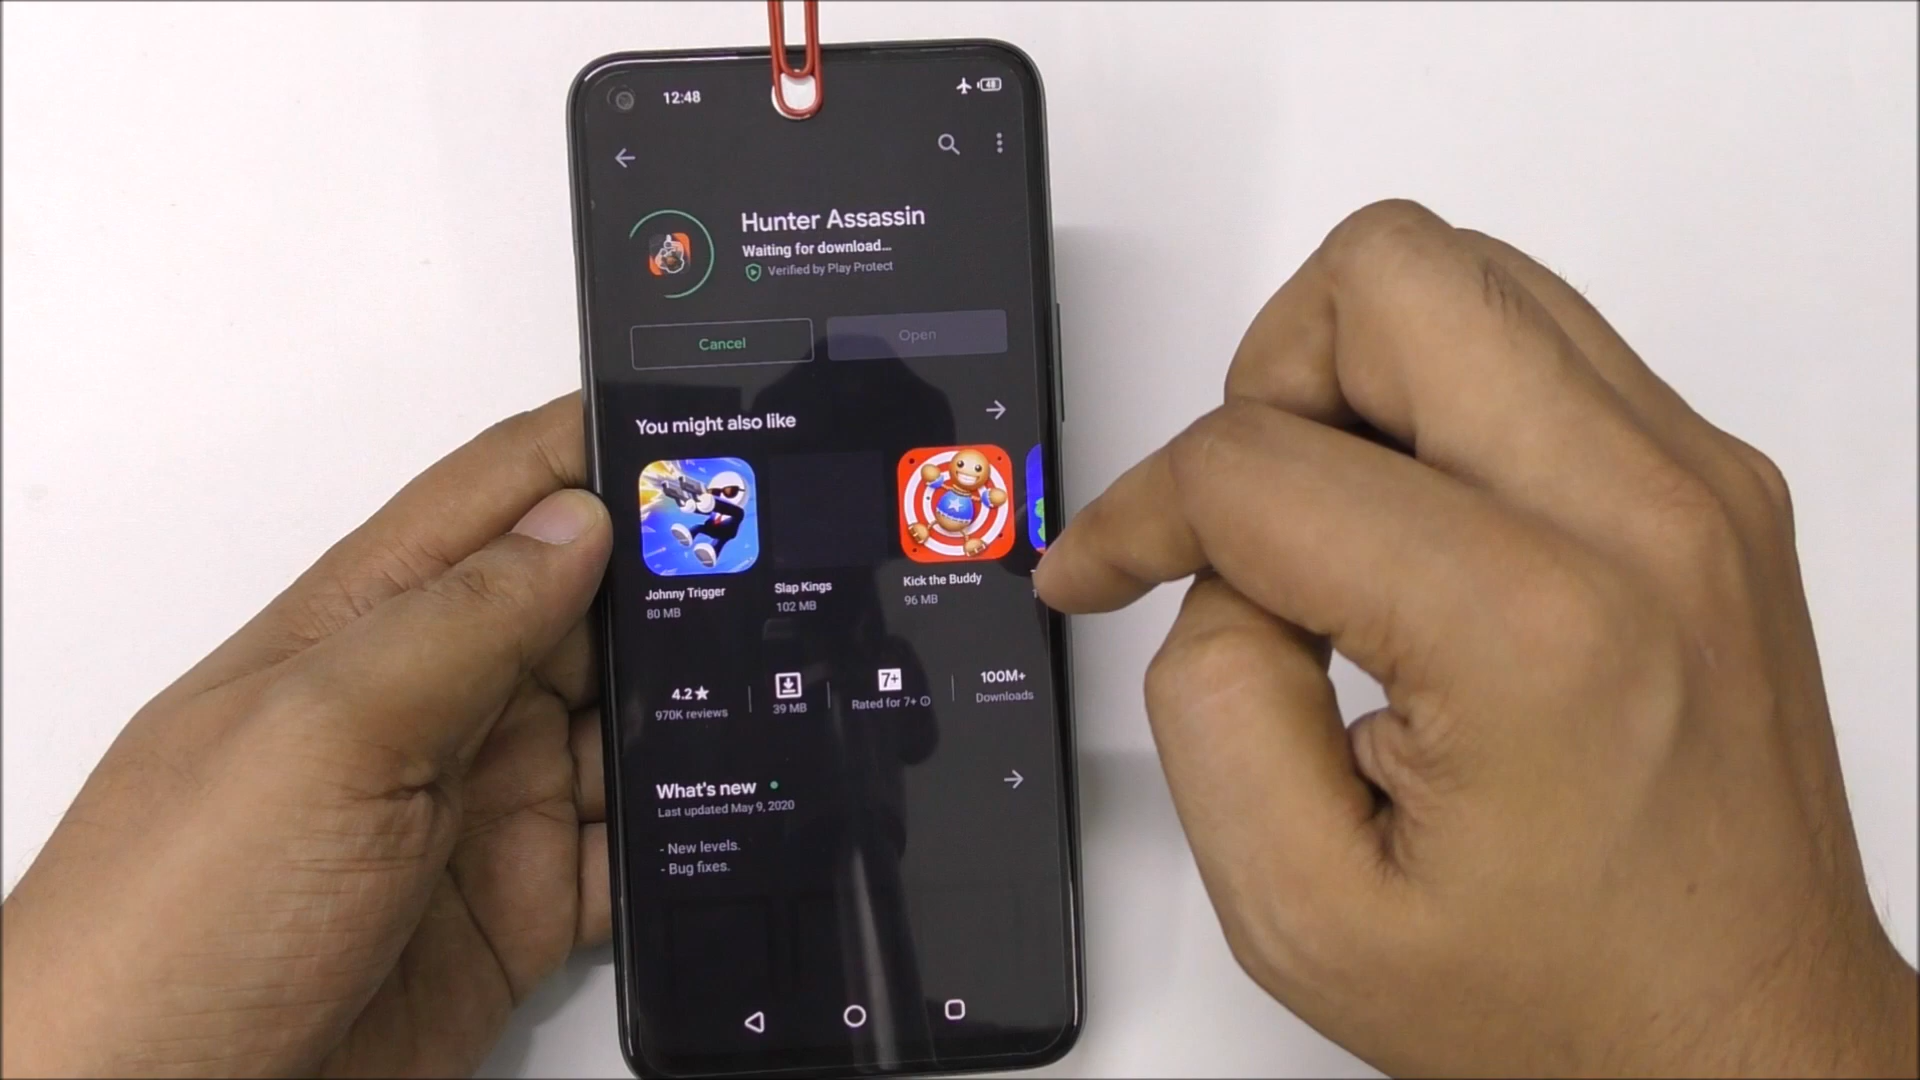 12:48
48
Hunter Assassin
Waiting for download...
Verified by Play Protect
Cancel
Open
You might also like
Johnny Trigger
80 MB
Slap Kings
102 MB
Kick the Buddy
96 MB
4.2★
970K reviews
39 MB
7+
Rated for 7+
100M+
Downloads
What's new
Last updated May 9, 2020
- New levels.
- Bug fixes.